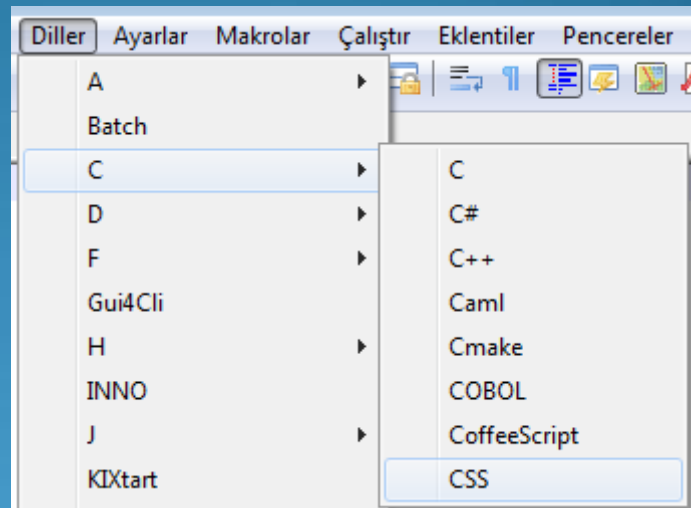 Diller Ayarlar Makrolar Çalıştır Eklentiler Pencereler
A
Batch
C
D
F
Gui4Cli
H
INNO
J
KIXtart
C
C#
C++
Caml
Cmake
COBOL
CoffeeScript
CSS